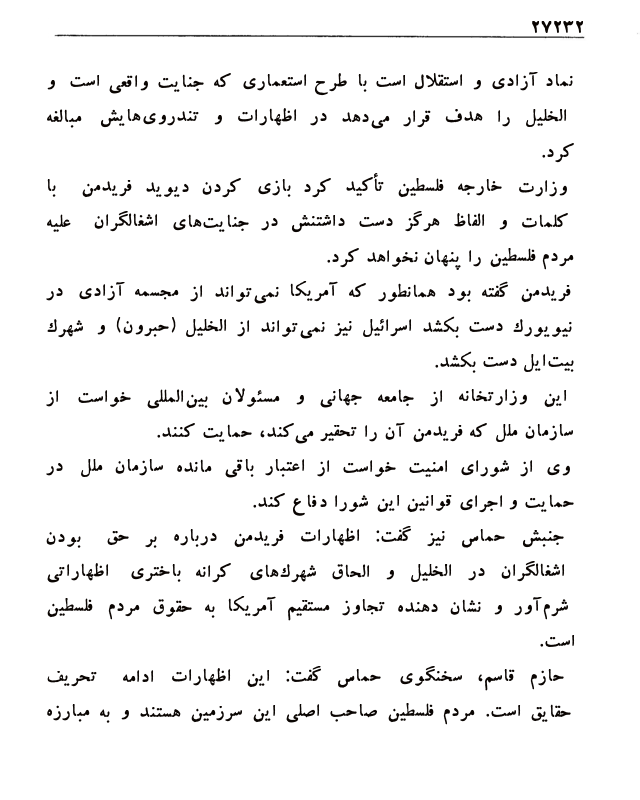 ۲۷۲۳۲
نماد آزادی و استقلال است با طرح استعماری که جنایت واقعی است و
الخلیل را هدف قرار می‌دهد در اظهارات و تندروی‌هایش مبالغه
کرد.
وزارت خارجه فلسطین تأکید کرد بازی کردن دیوید فریدمن با
کلمات و الفاظ هرگز دست داشتنش در جنایت‌های اشغالگران علیه
مردم فلسطین را پنهان نخواهد کرد.
فریدمن گفته بود همانطور که آمریکا نمی‌تواند از مجسمه آزادی در
نیویورك دست بکشد اسرائیل نیز نمی‌تواند از الخلیل (حبرون) و شهرك
بیت‌ایل دست بکشد.
این وزارتخانه از جامعه جهانی و مسئولان بین‌المللی خواست از
سازمان ملل که فریدمن آن را تحقیر می‌کند، حمایت کنند.
وی از شورای امنیت خواست از اعتبار باقی مانده سازمان ملل در
حمایت و اجرای قوانین این شورا دفاع کند.
جنبش حماس نیز گفت: اظهارات فریدمن درباره بر حق بودن
اشغالگران در الخلیل و الحاق شهرك‌های کرانه باختری اظهاراتی
شرم‌آور و نشان دهنده تجاوز مستقیم آمریکا به حقوق مردم فلسطین
است.
حازم قاسم، سخنگوی حماس گفت: این اظهارات ادامه تحریف
حقایق است. مردم فلسطین صاحب اصلی این سرزمین هستند و به مبارزه